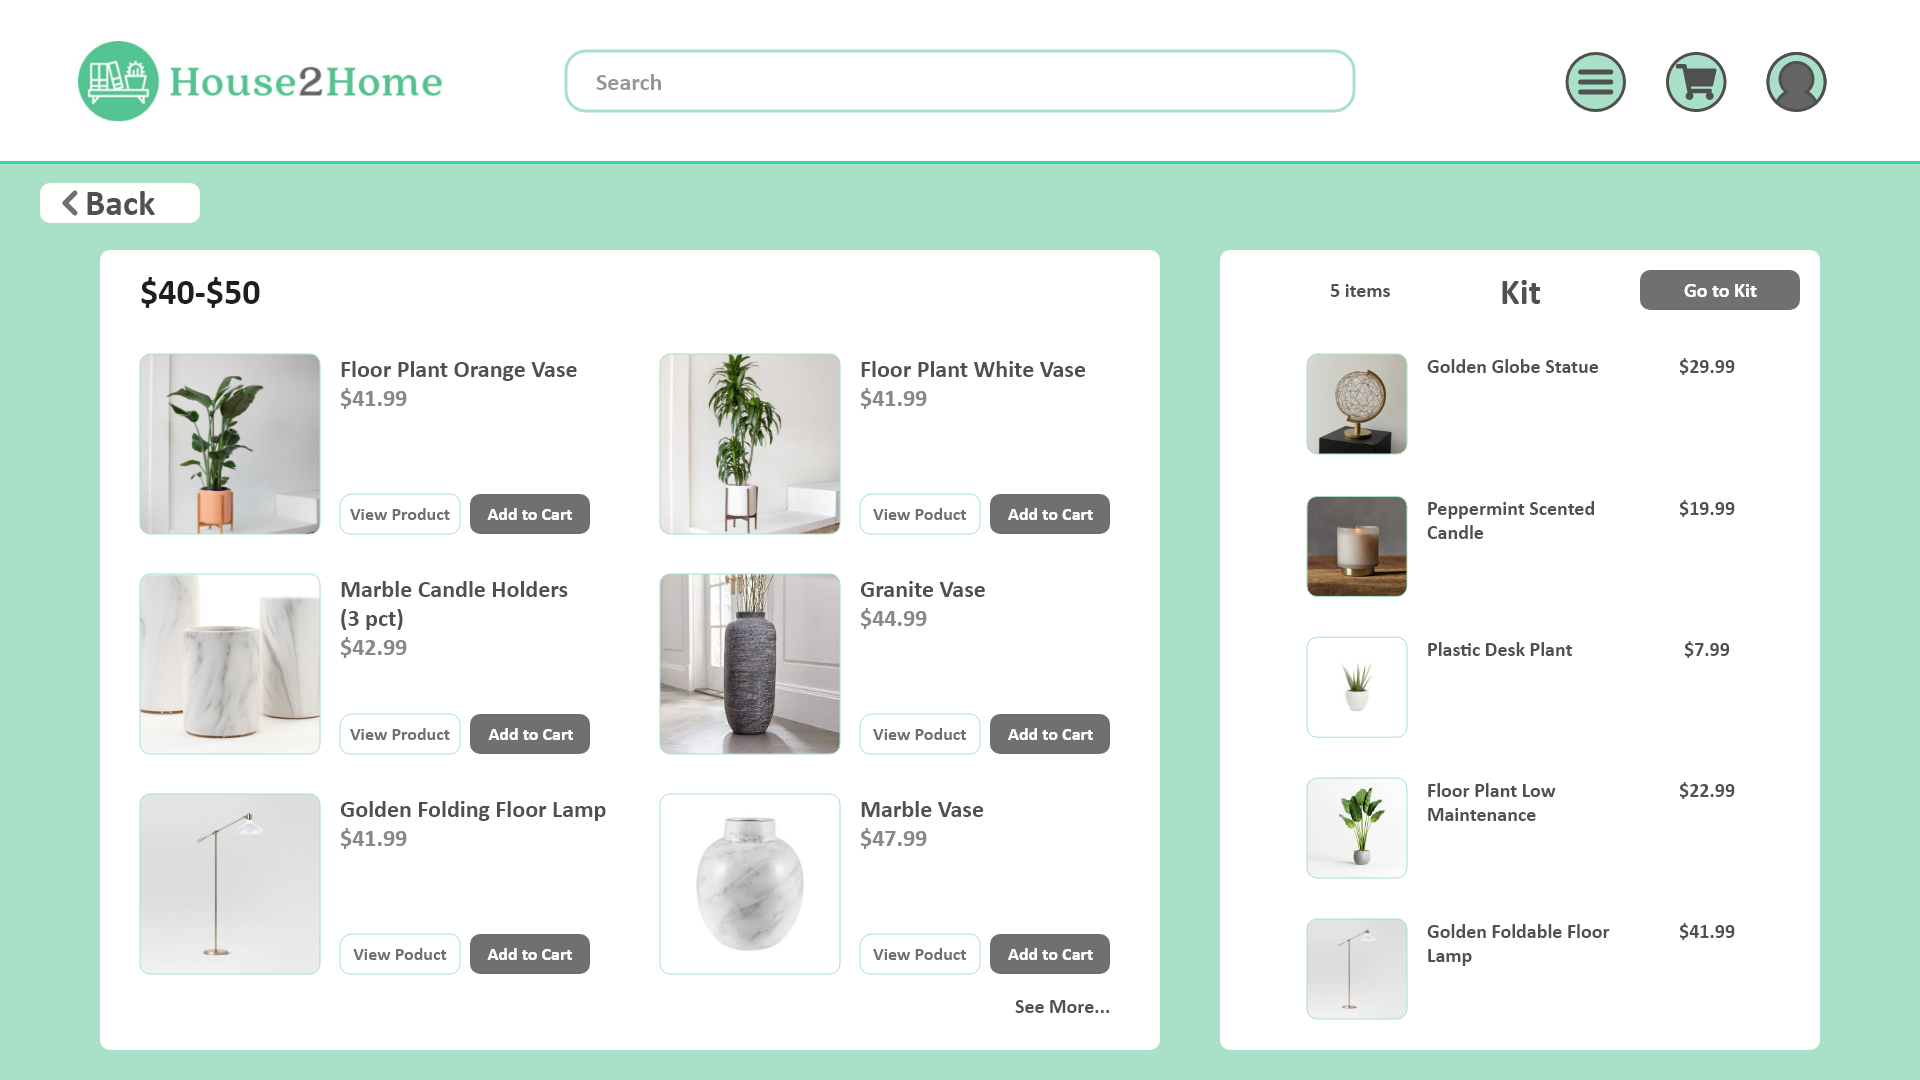 House2Home
Search
Back
$40-$50
Floor Plant Orange Vase
$41.99
View Product
Add to Cart
Floor Plant White Vase
$41.99
View Poduct
Add to Cart
Marble Candle Holders
(3 pct)
$42.99
View Product
Add to Cart
Granite Vase
$44.99
View Poduct
Add to Cart
Golden Folding Floor Lamp
$41.99
View Poduct
Add to Cart
Marble Vase
$47.99
View Poduct
Add to Cart
See More...
5 items
Kit
Go to Kit
Golden Globe Statue
$29.99
Peppermint Scented
Candle
$19.99
Plastic Desk Plant
$7.99
Floor Plant Low
Maintenance
$22.99
Golden Foldable Floor
Lamp
$41.99